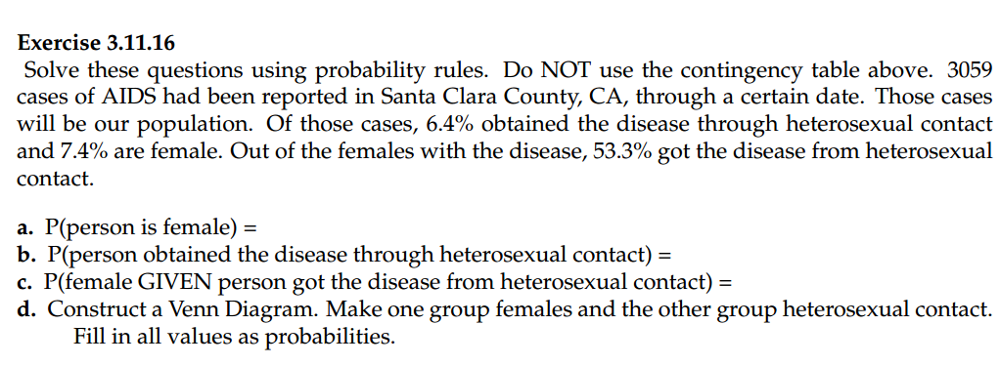 Exercise 3.11.16
Solve these questions using probability rules. Do NOT use the contingency table above. 3059
cases of AIDS had been reported in Santa Clara County, CA, through a certain date. Those cases
will be our population. Of those cases, 6.4% obtained the disease through heterosexual contact
and 7.4% are female. Out of the females with the disease, 53.3% got the disease from heterosexual
contact.
a. P(person is female) =
b. P(person obtained the disease through heterosexual contact) =
c. P(female GIVEN person got the disease from heterosexual contact) =
d. Construct a Venn Diagram. Make one group females and the other group heterosexual contact.
Fill in all values as probabilities.